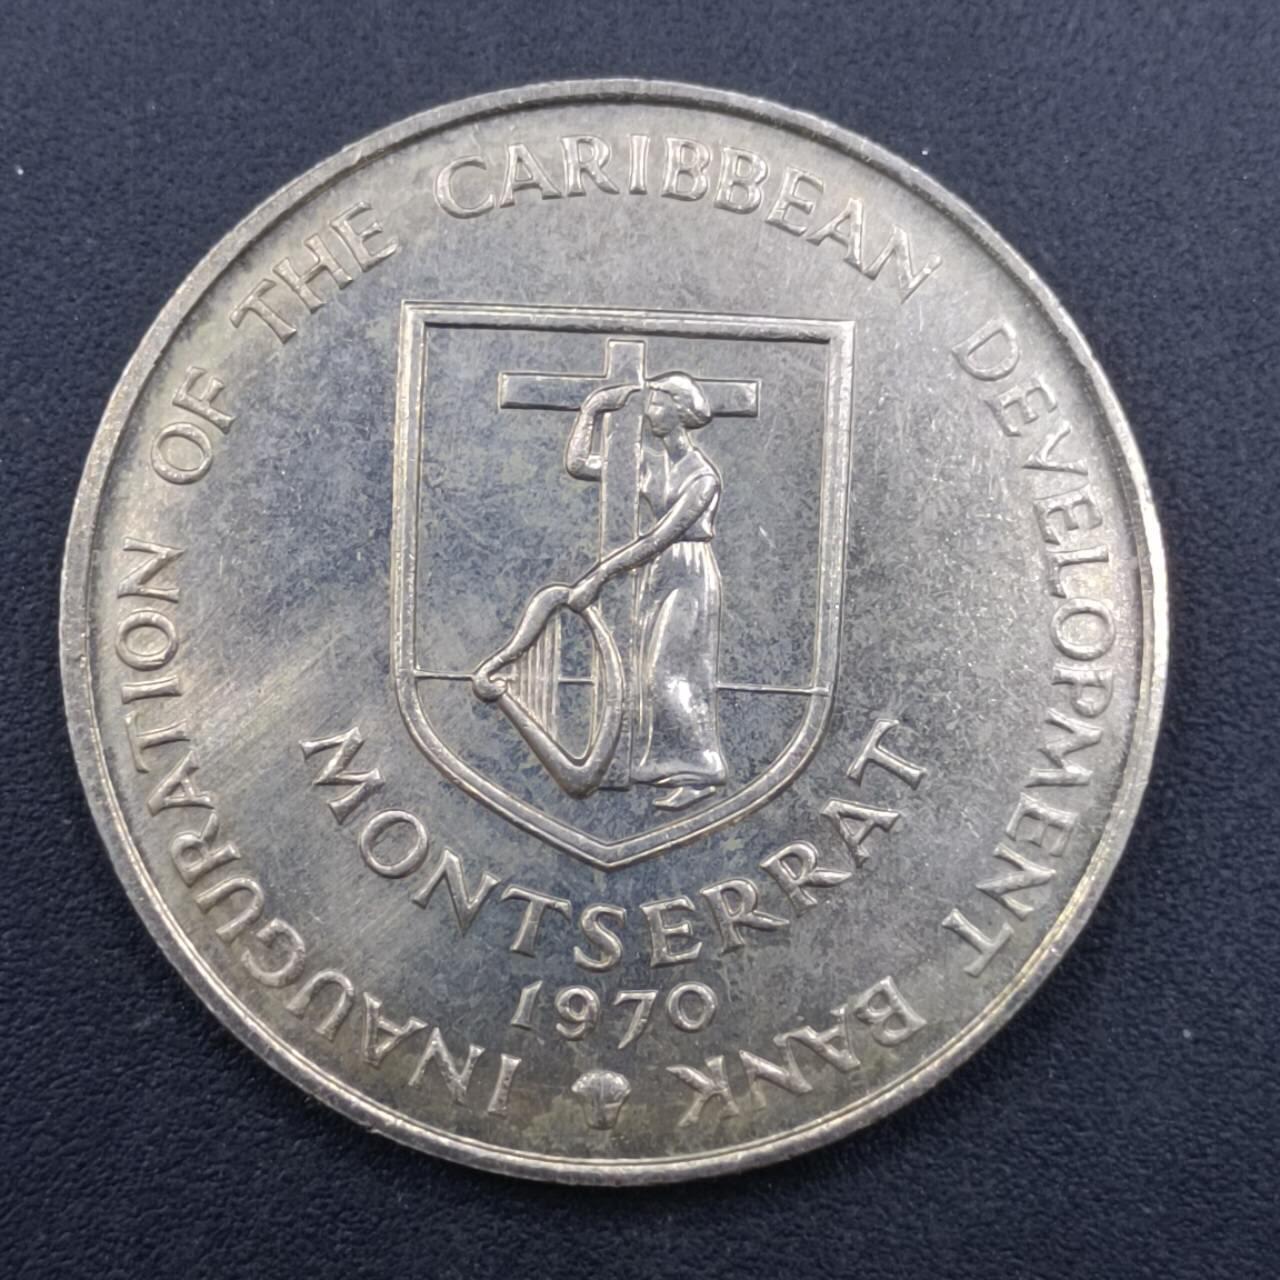 INAUGURATION OF THE CARIBBEAN DEVELOPMENT BANK
MONTSERRAT
1970